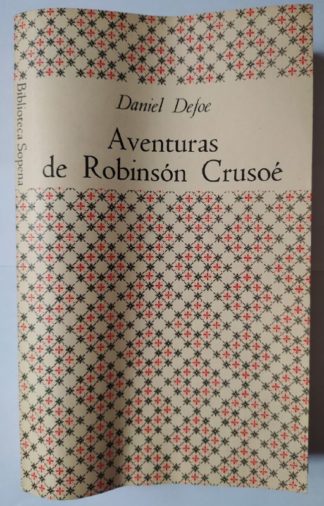 Daniel Defoe
Aventuras
de Robinsón Crusoé
Biblioteca Sopena